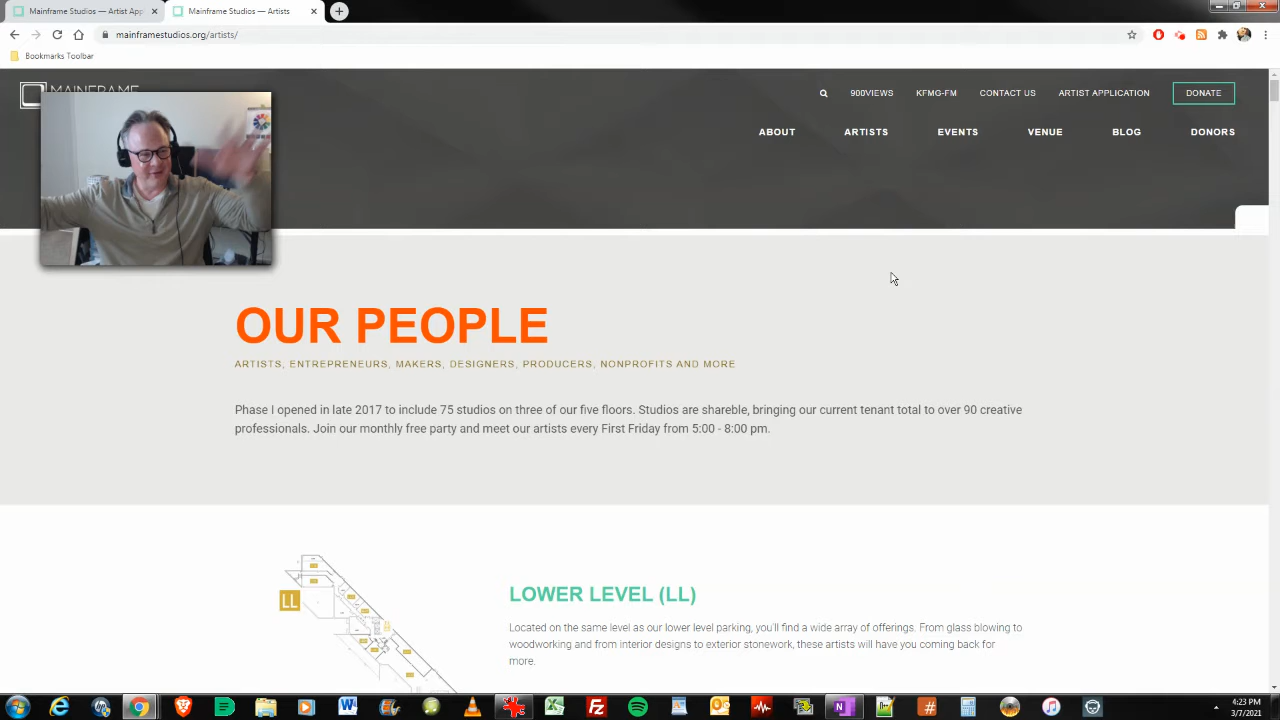 Mainframe Studios — Artist App
Mainframe Studios — Artists
mainframestudios.org/artists/
Bookmarks Toolbar
MAINFRAME
900VIEWS KFMG-FM CONTACT US ARTIST APPLICATION DONATE
ABOUT ARTISTS EVENTS VENUE BLOG DONORS
OUR PEOPLE
ARTISTS, ENTREPRENEURS, MAKERS, DESIGNERS, PRODUCERS, NONPROFITS AND MORE
Phase I opened in late 2017 to include 75 studios on three of our five floors. Studios are shareble, bringing our current tenant total to over 90 creative
professionals. Join our monthly free party and meet our artists every First Friday from 5:00 - 8:00 pm.
LL
LOWER LEVEL (LL)
Located on the same level as our lower level parking, you'll find a wide array of offerings. From glass blowing to
woodworking and from interior designs to exterior stonework, these artists will have you coming back for
more.
4:23 PM
3/7/2021